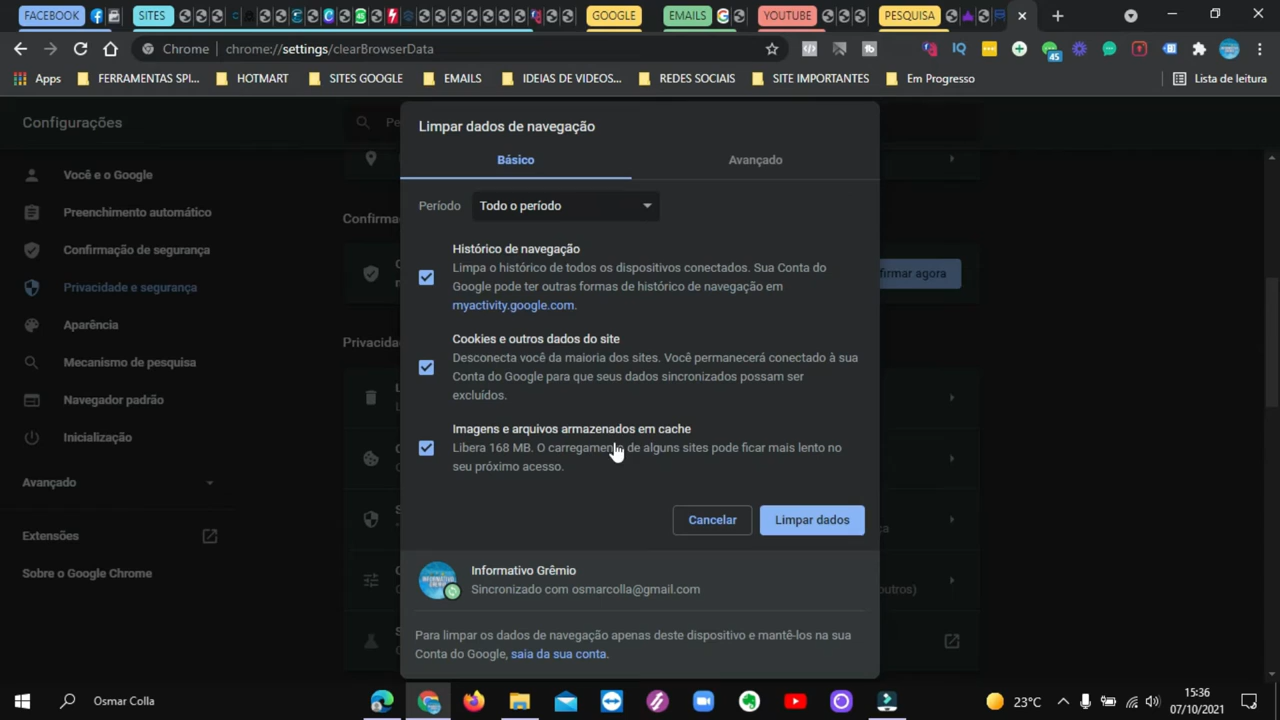 FACEBOOK
SITES
GOOGLE
EMAILS
YOUTUBE
PESQUISA
Chrome | chrome://settings/clearBrowserData
IQ
45
Apps
FERRAMENTAS SPI...
HOTMART
SITES GOOGLE
EMAILS
IDEIAS DE VIDEOS...
REDES SOCIAIS
SITE IMPORTANTES
Em Progresso
Lista de leitura
Configurações
Pe
Você e o Google
Preenchimento automático
Confirmação de segurança
Privacidade e segurança
Aparência
Mecanismo de pesquisa
Navegador padrão
Inicialização
Avançado
Extensões
Sobre o Google Chrome
Confirma
firmar agora
Privacidad
outros)
Limpar dados de navegação
Básico
Avançado
Período
Todo o período
Histórico de navegação
Limpa o histórico de todos os dispositivos conectados. Sua Conta do
Google pode ter outras formas de histórico de navegação em
myactivity.google.com.
Cookies e outros dados do site
Desconecta você da maioria dos sites. Você permanecerá conectado à sua
Conta do Google para que seus dados sincronizados possam ser
excluídos.
Imagens e arquivos armazenados em cache
Libera 168 MB. O carregamento de alguns sites pode ficar mais lento no
seu próximo acesso.
Cancelar
Limpar dados
Informativo Grêmio
Sincronizado com osmarcolla@gmail.com
Para limpar os dados de navegação apenas deste dispositivo e mantê-los na sua
Conta do Google, saia da sua conta.
Osmar Colla
23°C
15:36
07/10/2021